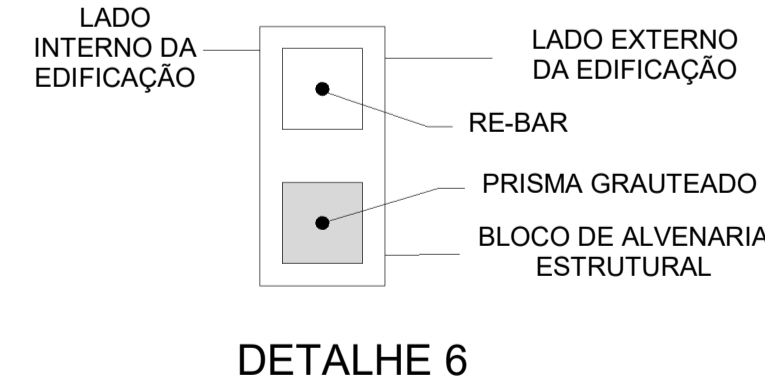 LADO
INTERNO DA
EDIFICAÇÃO
LADO EXTERNO
DA EDIFICAÇÃO
RE-BAR
PRISMA GRAUTEADO
BLOCO DE ALVENARIA
ESTRUTURAL
DETALHE 6